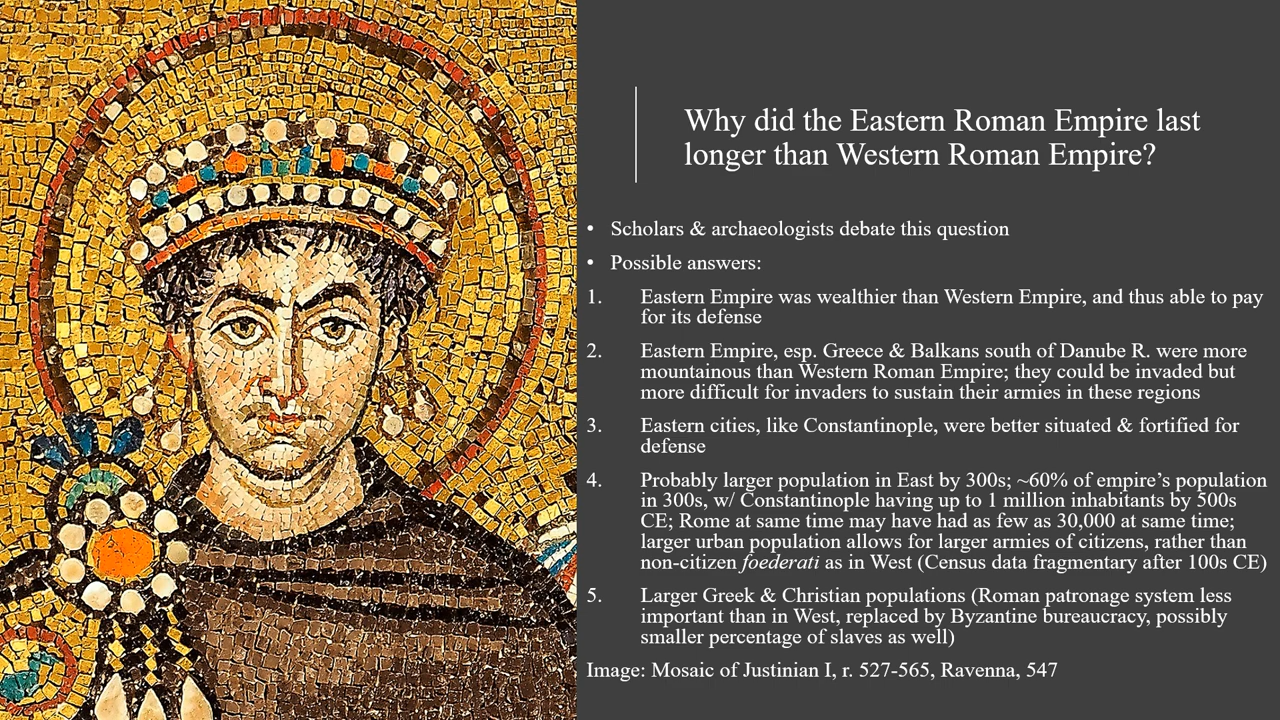 Why did the Eastern Roman Empire last
longer than Western Roman Empire?
• Scholars & archaeologists debate this question
• Possible answers:
1. Eastern Empire was wealthier than Western Empire, and thus able to pay
for its defense
2. Eastern Empire, esp. Greece & Balkans south of Danube R. were more
mountainous than Western Roman Empire; they could be invaded but
more difficult for invaders to sustain their armies in these regions
3. Eastern cities, like Constantinople, were better situated & fortified for
defense
4. Probably larger population in East by 300s; ~60% of empire’s population
in 300s, w/ Constantinople having up to 1 million inhabitants by 500s
CE; Rome at same time may have had as few as 30,000 at same time;
larger urban population allows for larger armies of citizens, rather than
non-citizen foederati as in West (Census data fragmentary after 100s CE)
5. Larger Greek & Christian populations (Roman patronage system less
important than in West, replaced by Byzantine bureaucracy, possibly
smaller percentage of slaves as well)
Image: Mosaic of Justinian I, r. 527-565, Ravenna, 547